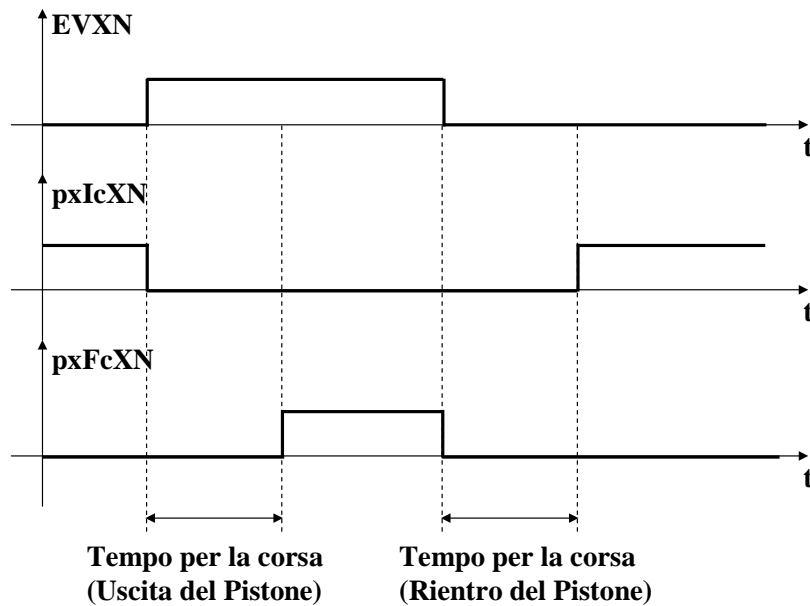 EVXN
t
pxIcXN
t
pxFcXN
t
Tempo per la corsa
(Uscita del Pistone)
Tempo per la corsa
(Rientro del Pistone)